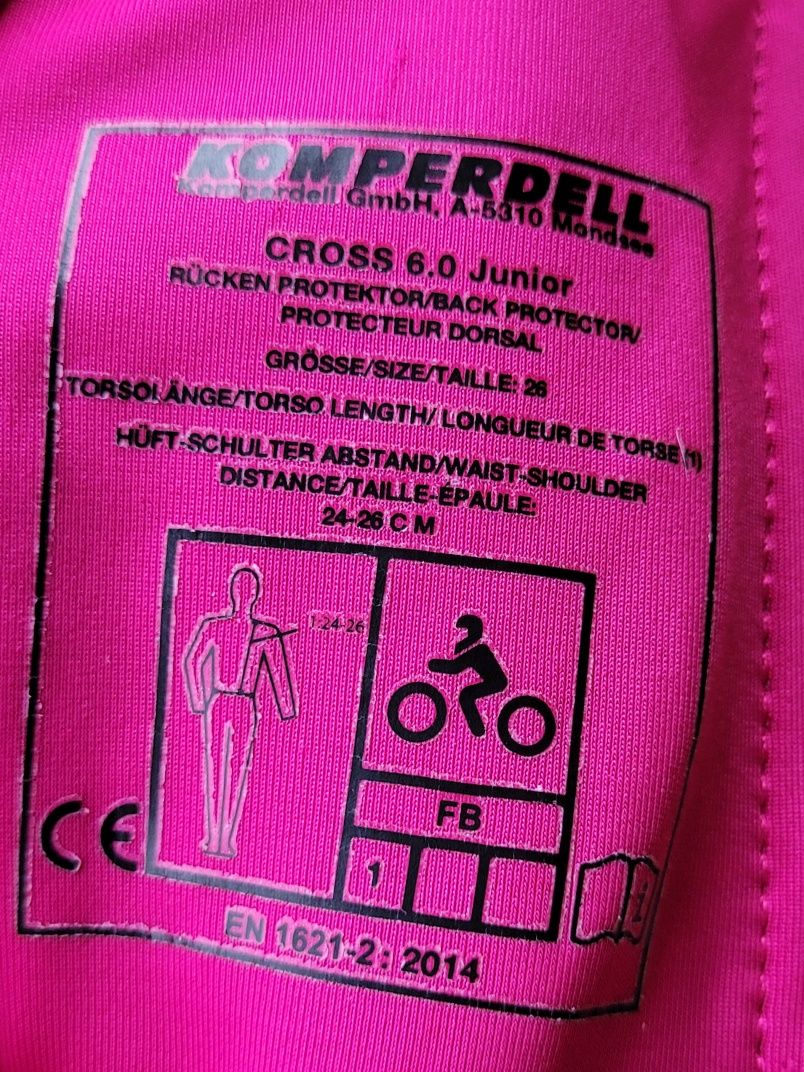 KOMPERDELL
Komperdell GmbH, A-5310 Mondsee
CROSS 6.0 Junior
RÜCKEN PROTEKTOR/BACK PROTECTOR/
PROTECTEUR DORSAL
GRÖSSE/SIZE/TAILLE: 26
TORSOLÄNGE/TORSO LENGTH/ LONGUEUR DE TORSE (1)
HÜFT-SCHULTER ABSTAND/WAIST-SHOULDER
DISTANCE/TAILLE-ÉPAULE:
24-26 C M
1:24-26
FB
CE
1
i
EN 1621-2: 2014